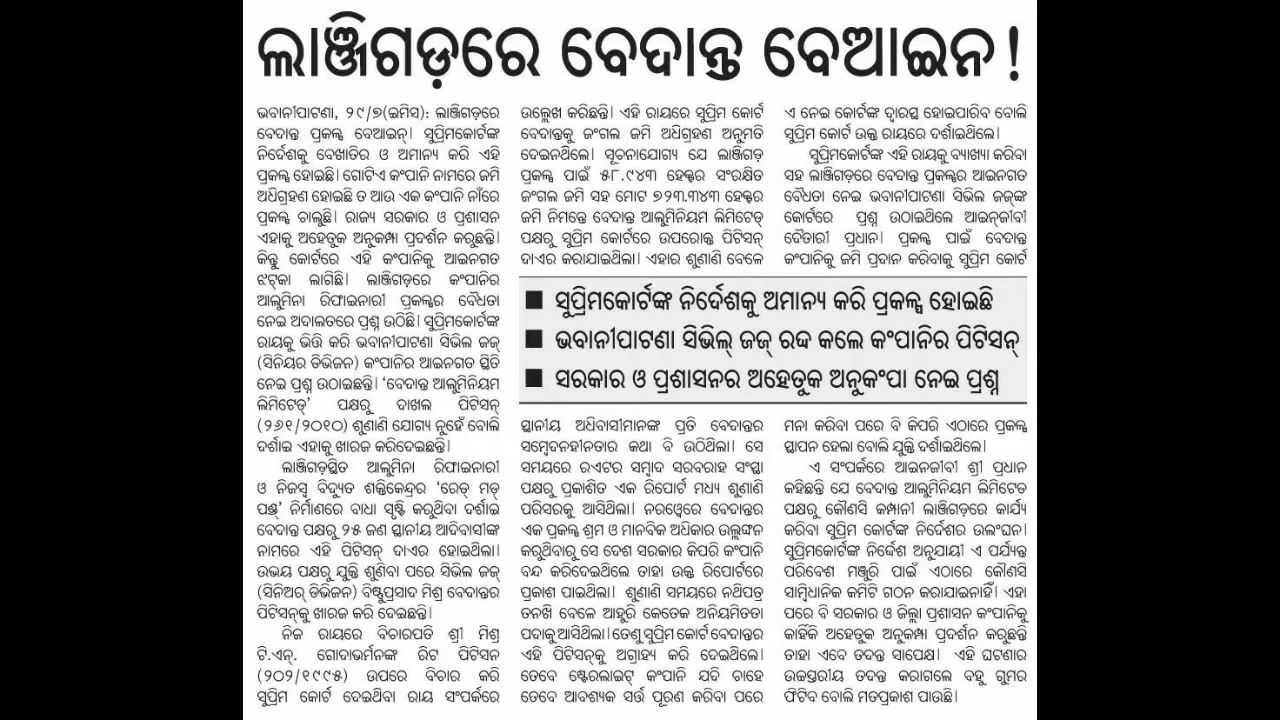 ଲାଞ୍ଜିଗଡ଼ରେ ବେଦାନ୍ତ ବେଆଇନ!
ଭବାନୀପାଟଣା, ୨୯/୭(ଇମିସ): ଲାଞ୍ଜିଗଡ଼ରେ
ବେଦାନ୍ତ ପ୍ରକଳ୍ପ ବେଆଇନ୍। ସୁପ୍ରିମକୋର୍ଟଙ୍କ
ନିର୍ଦେଶକୁ ବେଖାତିର ଓ ଅମାନ୍ୟ କରି ଏହି
ପ୍ରକଳ୍ପ ହୋଇଛି। ଗୋଟିଏ କଂପାନି ନାମରେ ଜମି
ଅଧିଗ୍ରହଣ ହୋଇଛି ତ ଆଉ ଏକ କଂପାନି ନାଁରେ
ପ୍ରକଳ୍ପ ଚାଲୁଛି। ରାଜ୍ୟ ସରକାର ଓ ପ୍ରଶାସନ
ଏହାକୁ ଅହେତୁକ ଅନୁକମ୍ପା ପ୍ରଦର୍ଶନ କରୁଛନ୍ତି।
କିନ୍ତୁ କୋର୍ଟରେ ଏହି କଂପାନିକୁ ଆଇନଗତ
ଝଟ୍‌କା ଲାଗିଛି। ଲାଞ୍ଜିଗଡ଼ରେ କଂପାନିର
ଆଲୁମିନା ରିଫାଇନାରୀ ପ୍ରକଳ୍ପର ବୈଧତା
ନେଇ ଅଦାଲତରେ ପ୍ରଶ୍ନ ଉଠିଛି। ସୁପ୍ରିମକୋର୍ଟଙ୍କ
ରାୟକୁ ଭିତ୍ତି କରି ଭବାନୀପାଟଣା ସିଭିଲ ଜଜ୍
(ସିନିୟର ଡିଭିଜନ) କଂପାନିର ଆଇନଗତ ସ୍ଥିତି
ନେଇ ପ୍ରଶ୍ନ ଉଠାଇଛନ୍ତି। 'ବେଦାନ୍ତ ଆଲୁମିନିୟମ
ଲିମିଟେଡ୍' ପକ୍ଷରୁ ଦାଖଲ ପିଟିସନ୍
(୨୬୧/୨୦୧୦) ଶୁଣାଣି ଯୋଗ୍ୟ ନୁହେଁ ବୋଲି
ଦର୍ଶାଇ ଏହାକୁ ଖାରଜ କରିଦେଇଛନ୍ତି।
ଲାଞ୍ଜିଗଡ଼ସ୍ଥିତ ଆଲୁମିନା ରିଫାଇନାରୀ
ଓ ନିଜସ୍ୱ ବିଦ୍ୟୁତ ଶକ୍ତିକେନ୍ଦ୍ରର 'ରେଡ୍ ମଡ୍
ପଣ୍ଡ୍' ନିର୍ମାଣରେ ବାଧା ସୃଷ୍ଟି କରୁଥିବା ଦର୍ଶାଇ
ବେଦାନ୍ତ ପକ୍ଷରୁ ୨୫ ଜଣ ସ୍ଥାନୀୟ ଆଦିବାସୀଙ୍କ
ନାମରେ ଏହି ପିଟିସନ୍ ଦାଏର ହୋଇଥିଲା।
ଉଭୟ ପକ୍ଷରୁ ଯୁକ୍ତି ଶୁଣିବା ପରେ ସିଭିଲ ଜଜ୍
(ସିନିଅର୍ ଡିଭିଜନ) ବିଷ୍ଣୁପ୍ରସାଦ ମିଶ୍ର ବେଦାନ୍ତର
ପିଟିସନ୍‌କୁ ଖାରଜ କରି ଦେଇଛନ୍ତି।
ନିଜ ରାୟରେ ବିଚାରପତି ଶ୍ରୀ ମିଶ୍ର
ଟି.ଏନ୍. ଗୋଦାଭର୍ମନଙ୍କ ରିଟ ପିଟିସନ
(୨୦୨/୧୯୯୫) ଉପରେ ବିଚାର କରି
ସୁପ୍ରିମ କୋର୍ଟ ଦେଇଥିବା ରାୟ ସଂପର୍କରେ
ଉଲ୍ଲେଖ କରିଛନ୍ତି। ଏହି ରାୟରେ ସୁପ୍ରିମ କୋର୍ଟ
ବେଦାନ୍ତକୁ ଜଂଗଲ ଜମି ଅଧିଗ୍ରହଣ ଅନୁମତି
ଦେଇନଥିଲେ। ସୂଚନାଯୋଗ୍ୟ ଯେ ଲାଞ୍ଜିଗଡ଼
ପ୍ରକଳ୍ପ ପାଇଁ ୫୮.୯୪୩ ହେକ୍ଟର ସଂରକ୍ଷିତ
ଜଂଗଲ ଜମି ସହ ମୋଟ ୭୨୩.୩୪୩ ହେକ୍ଟର
ଜମି ନିମନ୍ତେ ବେଦାନ୍ତ ଆଲୁମିନିୟମ ଲିମିଟେଡ୍
ପକ୍ଷରୁ ସୁପ୍ରିମ କୋର୍ଟରେ ଉପରୋକ୍ତ ପିଟିସନ୍
ଦାଏର କରାଯାଇଥିଲା। ଏହାର ଶୁଣାଣି ବେଳେ
ଏ ନେଇ କୋର୍ଟଙ୍କ ଦ୍ୱାରସ୍ଥ ହୋଇପାରିବ ବୋଲି
ସୁପ୍ରିମ କୋର୍ଟ ଉକ୍ତ ରାୟରେ ଦର୍ଶାଇଥିଲେ।
ସୁପ୍ରିମକୋର୍ଟଙ୍କ ଏହି ରାୟକୁ ବ୍ୟାଖ୍ୟା କରିବା
ସହ ଲାଞ୍ଜିଗଡ଼ରେ ବେଦାନ୍ତ ପ୍ରକଳ୍ପର ଆଇନଗତ
ବୈଧତା ନେଇ ଭବାନୀପାଟଣା ସିଭିଲ ଜଜ୍‌ଙ୍କ
କୋର୍ଟରେ ପ୍ରଶ୍ନ ଉଠାଇଥିଲେ ଆଇନ୍‌ଜୀବୀ
ଦୈତାରୀ ପ୍ରଧାନ। ପ୍ରକଳ୍ପ ପାଇଁ ବେଦାନ୍ତ
କଂପାନିକୁ ଜମି ପ୍ରଦାନ କରିବାକୁ ସୁପ୍ରିମ କୋର୍ଟ
■ ସୁପ୍ରିମକୋର୍ଟଙ୍କ ନିର୍ଦେଶକୁ ଅମାନ୍ୟ କରି ପ୍ରକଳ୍ପ ହୋଇଛି
■ ଭବାନୀପାଟଣା ସିଭିଲ୍ ଜଜ୍ ରଦ୍ଦ କଲେ କଂପାନିର ପିଟିସନ୍
■ ସରକାର ଓ ପ୍ରଶାସନର ଅହେତୁକ ଅନୁକଂପା ନେଇ ପ୍ରଶ୍ନ
ସ୍ଥାନୀୟ ଅଧିବାସୀମାନଙ୍କ ପ୍ରତି ବେଦାନ୍ତର
ସମ୍ବେଦନହୀନତାର କଥା ବି ଉଠିଥିଲା। ସେ
ସମୟରେ ରଏଟର ସମ୍ବାଦ ସରବରାହ ସଂସ୍ଥା
ପକ୍ଷରୁ ପ୍ରକାଶିତ ଏକ ରିପୋର୍ଟ ମଧ୍ୟ ଶୁଣାଣି
ପରିସରକୁ ଆସିଥିଲା। ନରୱେରେ ବେଦାନ୍ତର
ଏକ ପ୍ରକଳ୍ପ ଶ୍ରମ ଓ ମାନବିକ ଅଧିକାର ଉଲ୍ଲଙ୍ଘନ
କରୁଥିବାରୁ ସେ ଦେଶ ସରକାର କିପରି କଂପାନି
ବନ୍ଦ କରିଦେଇଥିଲେ ତାହା ଉକ୍ତ ରିପୋର୍ଟରେ
ପ୍ରକାଶ ପାଇଥିଲା। ଶୁଣାଣି ସମୟରେ ନଥିପତ୍ର
ତନଖି ବେଳେ ଆହୁରି କେତେକ ଅନିୟମିତତା
ପଦାକୁ ଆସିଥିଲା। ତେଣୁ ସୁପ୍ରିମ କୋର୍ଟ ବେଦାନ୍ତର
ଏହି ପିଟିସନ୍‌କୁ ଅଗ୍ରାହ୍ୟ କରି ଦେଇଥିଲେ।
ତେବେ ଷ୍ଟେରଲାଇଟ୍ କଂପାନି ଯଦି ଚାହେ
ତେବେ ଆବଶ୍ୟକ ସର୍ତ୍ତ ପୂରଣ କରିବା ପରେ
ମନା କରିବା ପରେ ବି କିପରି ଏଠାରେ ପ୍ରକଳ୍ପ
ସ୍ଥାପନ ହେଲା ବୋଲି ଯୁକ୍ତି ଦର୍ଶାଇଥିଲେ।
ଏ ସଂପର୍କରେ ଆଇନଜୀବୀ ଶ୍ରୀ ପ୍ରଧାନ
କହିଛନ୍ତି ଯେ ବେଦାନ୍ତ ଆଲୁମିନିୟମ ଲିମିଟେଡ
ପକ୍ଷରୁ କୌଣସି କମ୍ପାନୀ ଲାଞ୍ଜିଗଡ଼ରେ କାର୍ଯ୍ୟ
କରିବା ସୁପ୍ରିମ କୋର୍ଟଙ୍କ ନିର୍ଦେଶର ଉଲଂଘନ।
ସୁପ୍ରିମକୋର୍ଟଙ୍କ ନିର୍ଦ୍ଦେଶ ଅନୁଯାୟୀ ଏ ପର୍ଯ୍ୟନ୍ତ
ପରିବେଶ ମଞ୍ଜୁରି ପାଇଁ ଏଠାରେ କୌଣସି
ସାମ୍ବିଧାନିକ କମିଟି ଗଠନ କରାଯାଇନାହିଁ। ଏହା
ପରେ ବି ସରକାର ଓ ଜିଲ୍ଲା ପ୍ରଶାସନ କଂପାନିକୁ
କାହିଁକି ଅହେତୁକ ଅନୁକମ୍ପା ପ୍ରଦର୍ଶନ କରୁଛନ୍ତି
ତାହା ଏବେ ତଦନ୍ତ ସାପେକ୍ଷ। ଏହି ଘଟଣାର
ଉଚ୍ଚସ୍ତରୀୟ ତଦନ୍ତ କରାଗଲେ ବହୁ ଗୁମର
ଫିଟିବ ବୋଲି ମତପ୍ରକାଶ ପାଉଛି।